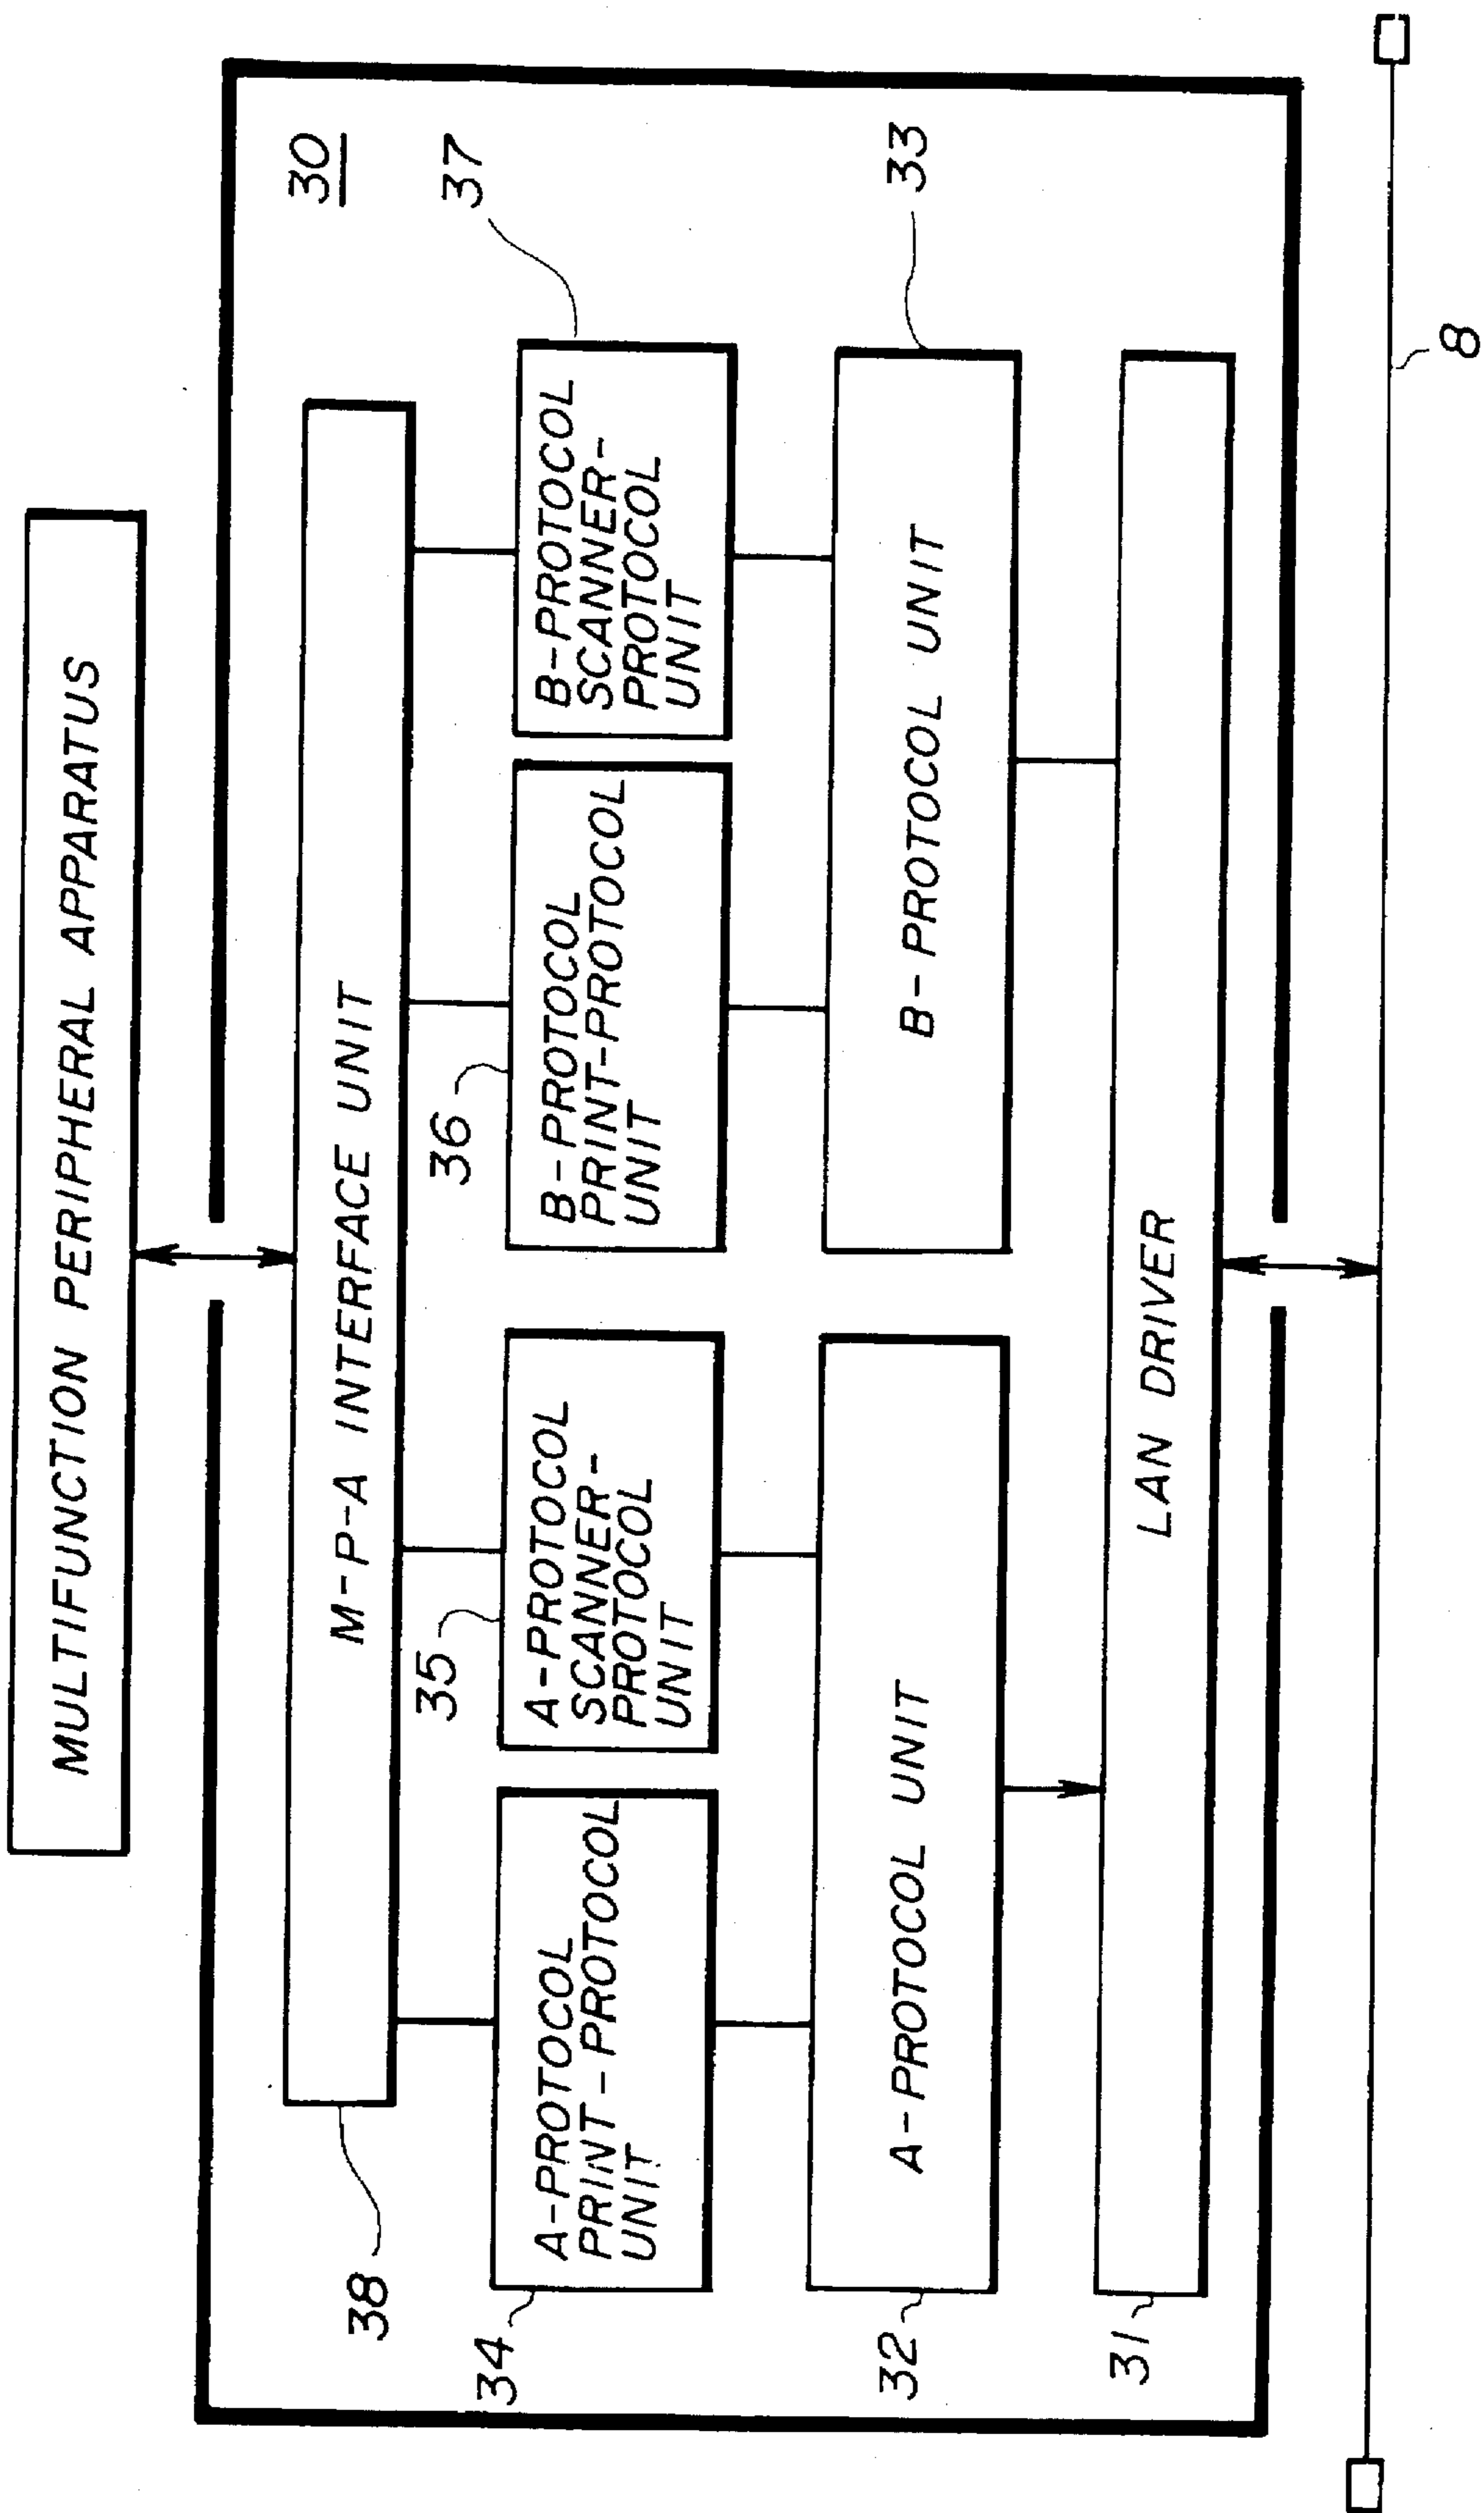 MULTIFUNCTION PERIPHERAL APPARATUS
30
M-P-A INTERFACE UNIT
38
34
A-PROTOCOL
PRINT-PROTOCOL
UNIT
35
A-PROTOCOL
SCANNER-
PROTOCOL
UNIT
36
B-PROTOCOL
PRINT-PROTOCOL
UNIT
37
B-PROTOCOL
SCANNER-
PROTOCOL
UNIT
32
A-PROTOCOL UNIT
B-PROTOCOL UNIT
33
31
LAN DRIVER
8